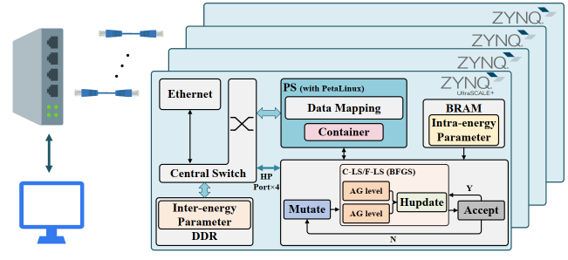 ZYNQ
ZYNQ
ZYNQ
ZYNQ
UltraSCALE+
Ethernet
PS (with PetaLinux)
Data Mapping
Container
BRAM
Intra-energy
Parameter
Central Switch
HP
Port×4
C-LS/F-LS (BFGS)
AG level
AG level
Hupdate
Mutate
Accept
Y
N
Inter-energy
Parameter
DDR